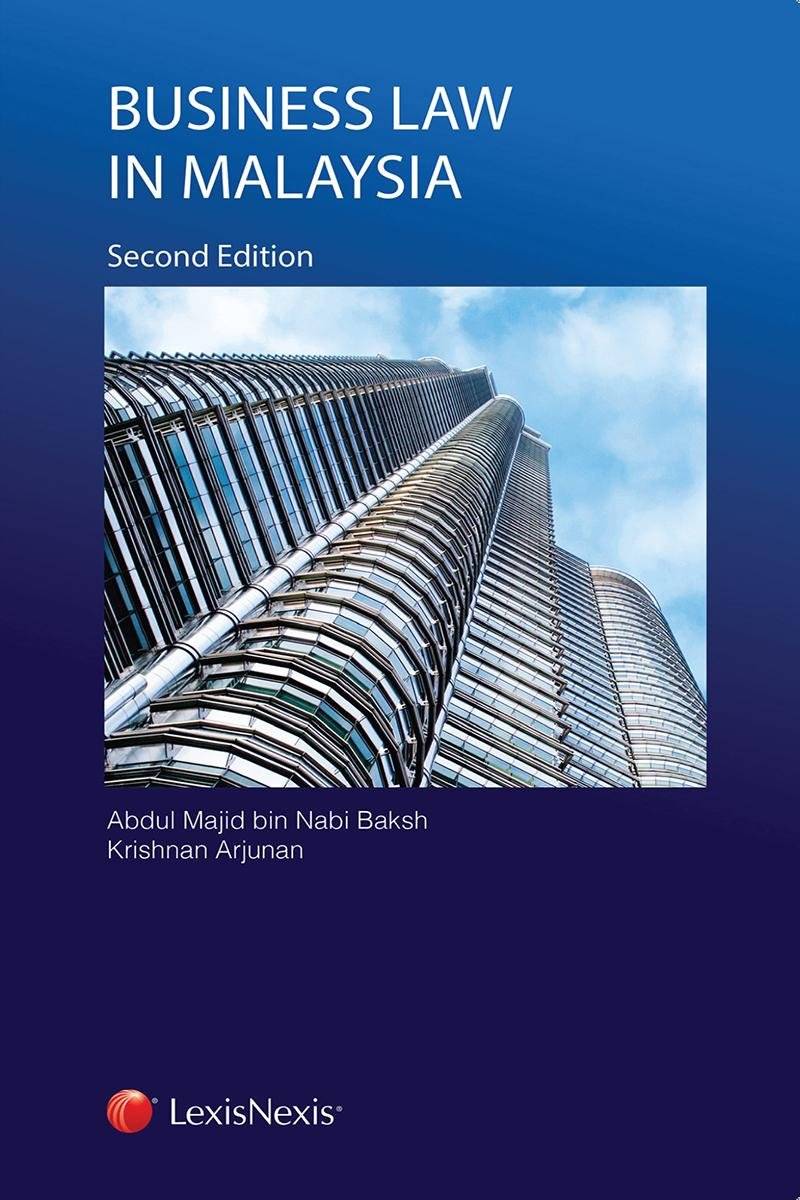 BUSINESS LAW
IN MALAYSIA
Second Edition
Abdul Majid bin Nabi Baksh
Krishnan Arjunan
LexisNexis®